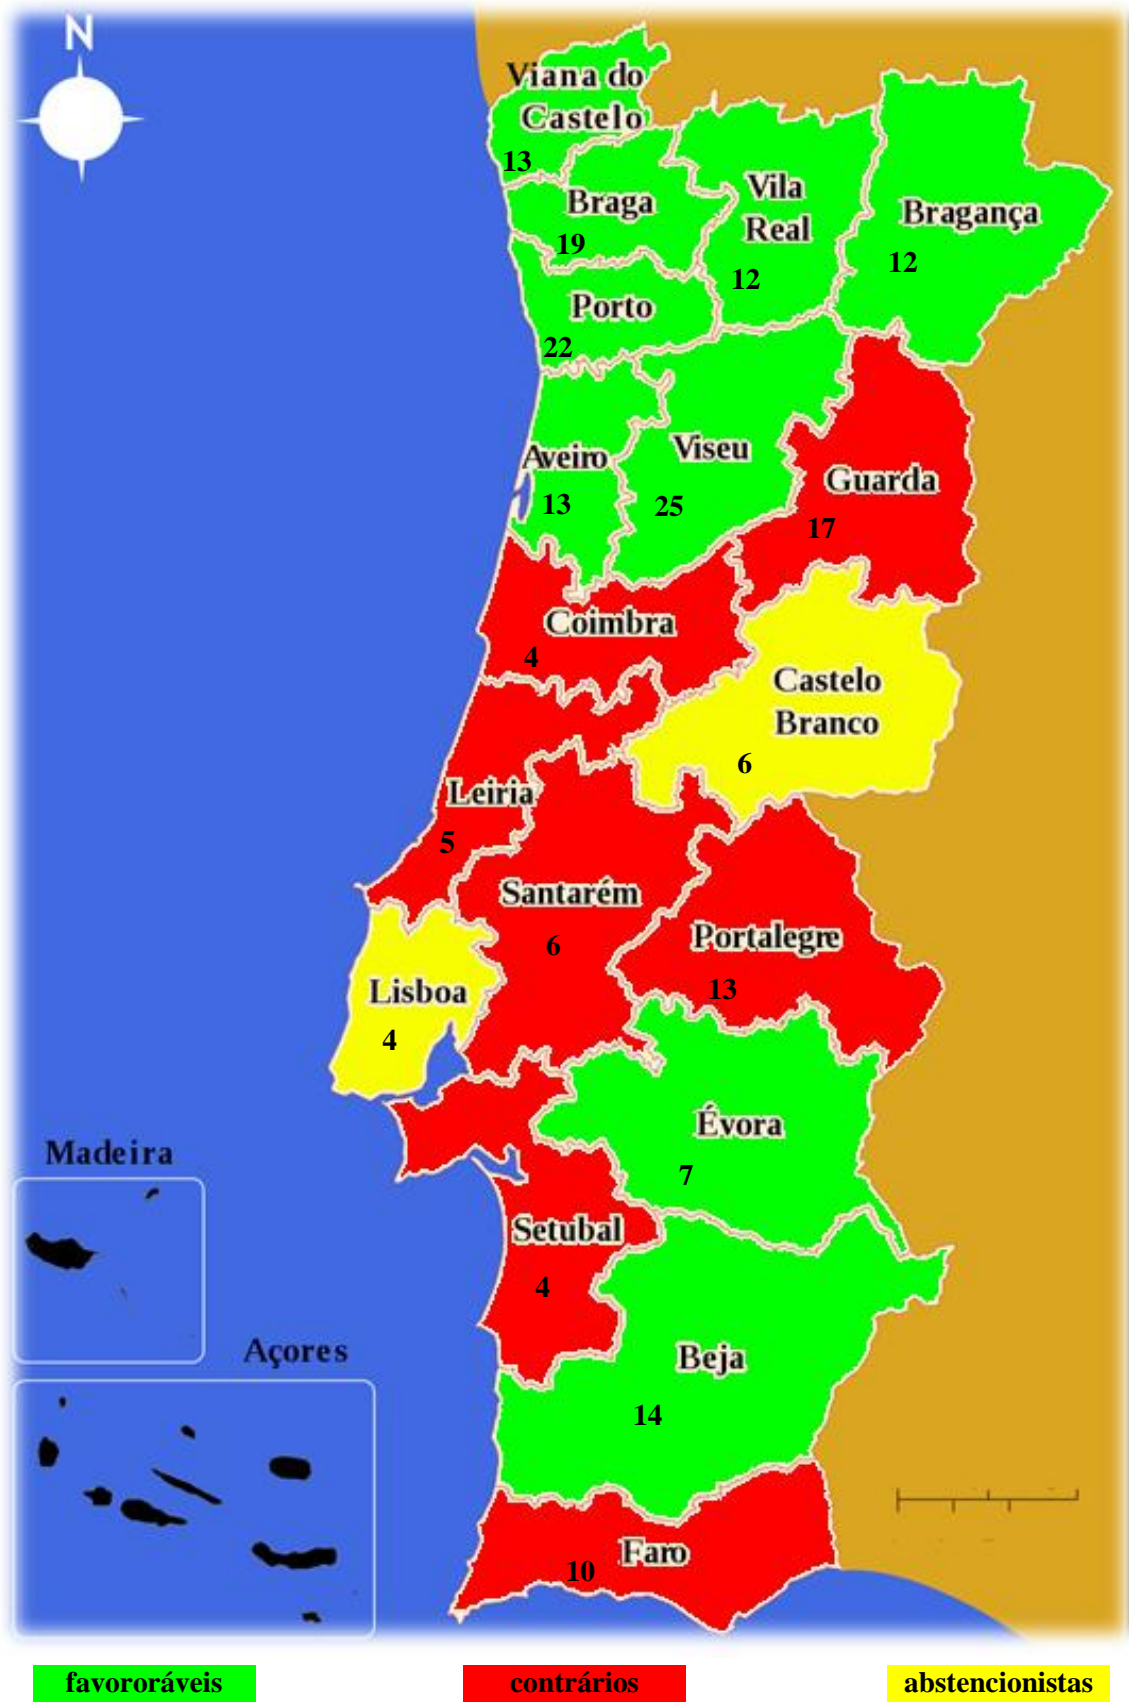 N
Viana do
Castelo
13
Braga
19
Vila
Real
12
Bragança
12
Porto
22
Aveiro
13
Viseu
25
Guarda
17
Coimbra
4
Castelo
Branco
6
Leiria
5
Santarém
6
Portalegre
13
Lisboa
4
Évora
7
Madeira
Setubal
4
Açores
Beja
14
Faro
10
favororáveis
contrários
abstencionistas